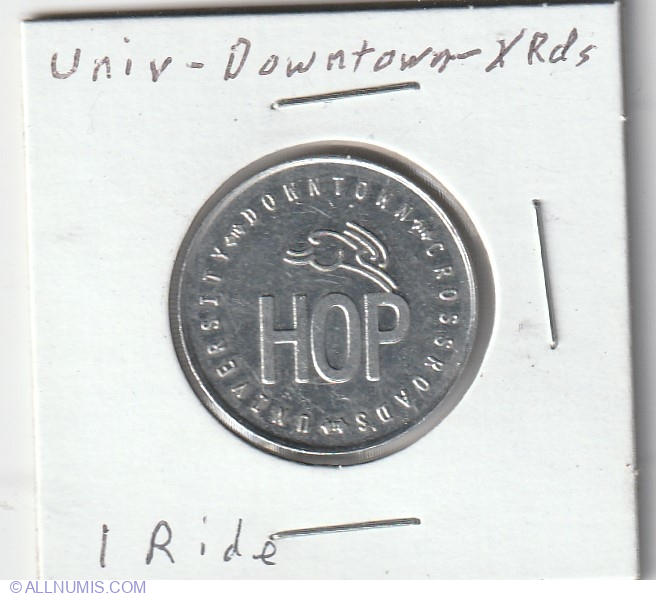 Univ - Downtown - XRds
DOWNTOWN CROSSROADS UNIVERSITY
HOP
1 Ride
©ALLNUMIS.COM